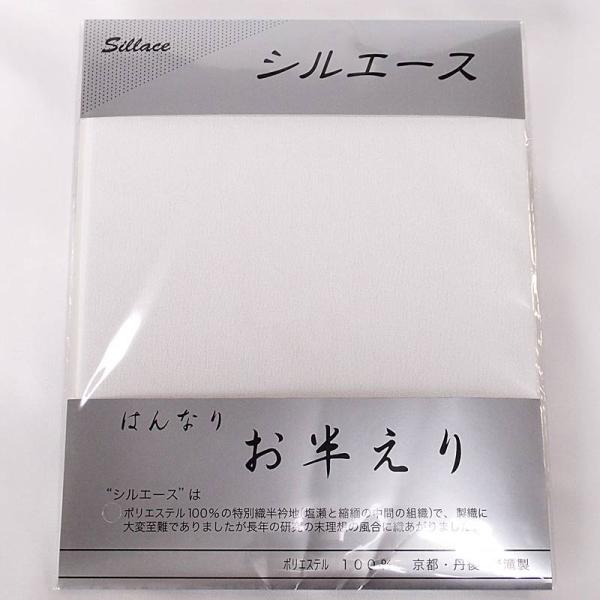 Sillace
シルエース
はんなり
お半えり
“シルエース”は
ポリエステル100%の特別織半衿地(塩瀬と縮緬の中間の組織)で、製織に
大変至難でありましたが長年の研究の末理想の風合に織あがりました。
ポリエステル 100% 京都・丹後 滝製